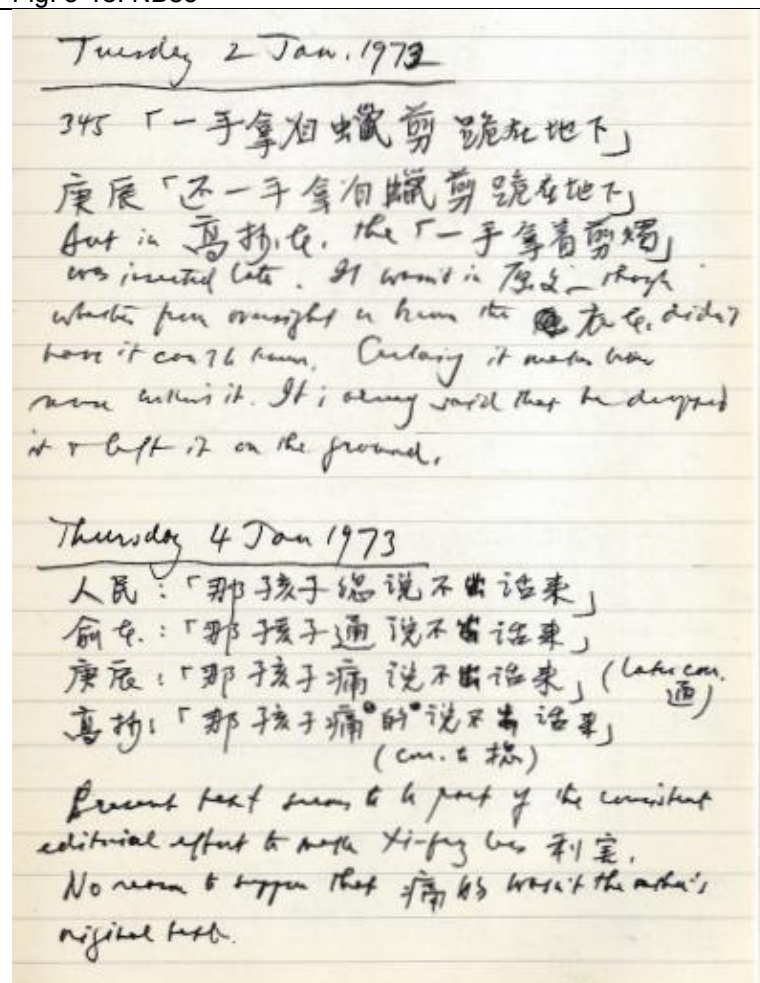 Fig. 3-13. NB33
Tuesday 2 Jan. 1973
345 「一手拿着蠟剪跪在地下」
庚辰「还一手拿着蠟剪跪在地下」
But in 高抄本, the 「一手拿着剪燭」
was inserted later. It wasn't in 原文 though
whether from oversight or because the 底本 didn't
have it can't be known. Certainly it makes
more sense without it. It is already said that he dropped
it & left it on the ground.
Thursday 4 Jan 1973
人民:「那孩子總说不出话来」
俞本:「那孩子通说不出话来」
庚辰:「那孩子痛说不出话来」(later corr.
通)
高抄:「那孩子痛的说不出话来」
(corr. to 揔)
Present text seems to be part of the consistent
editorial effort to make Xi-feng less 利害.
No reason to suppose that 痛的 wasn't the author's
original text.